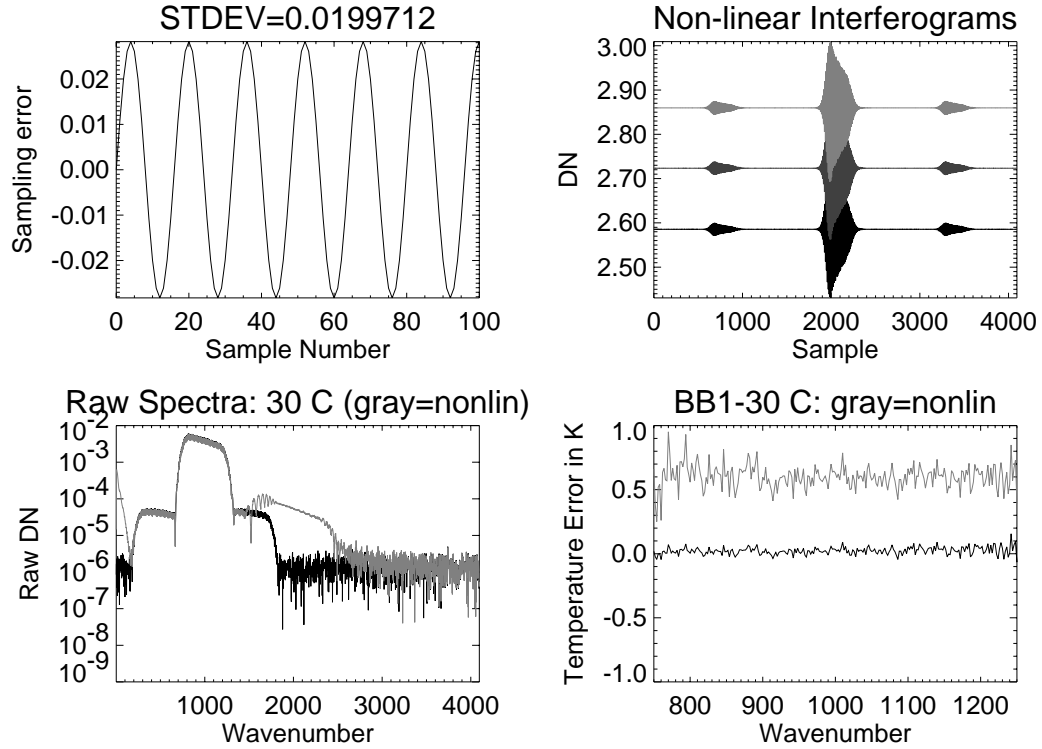 STDEV=0.0199712
Sampling error
0.02
0.01
0.00
-0.01
-0.02
0 20 40 60 80 100
Sample Number
Non-linear Interferograms
DN
3.00
2.90
2.80
2.70
2.60
2.50
0 1000 2000 3000 4000
Sample
Raw Spectra: 30 C (gray=nonlin)
Raw DN
10-2
10-3
10-4
10-5
10-6
10-7
10-8
10-9
1000 2000 3000 4000
Wavenumber
BB1-30 C: gray=nonlin
Temperature Error in K
1.0
0.5
0.0
-0.5
-1.0
800 900 1000 1100 1200
Wavenumber